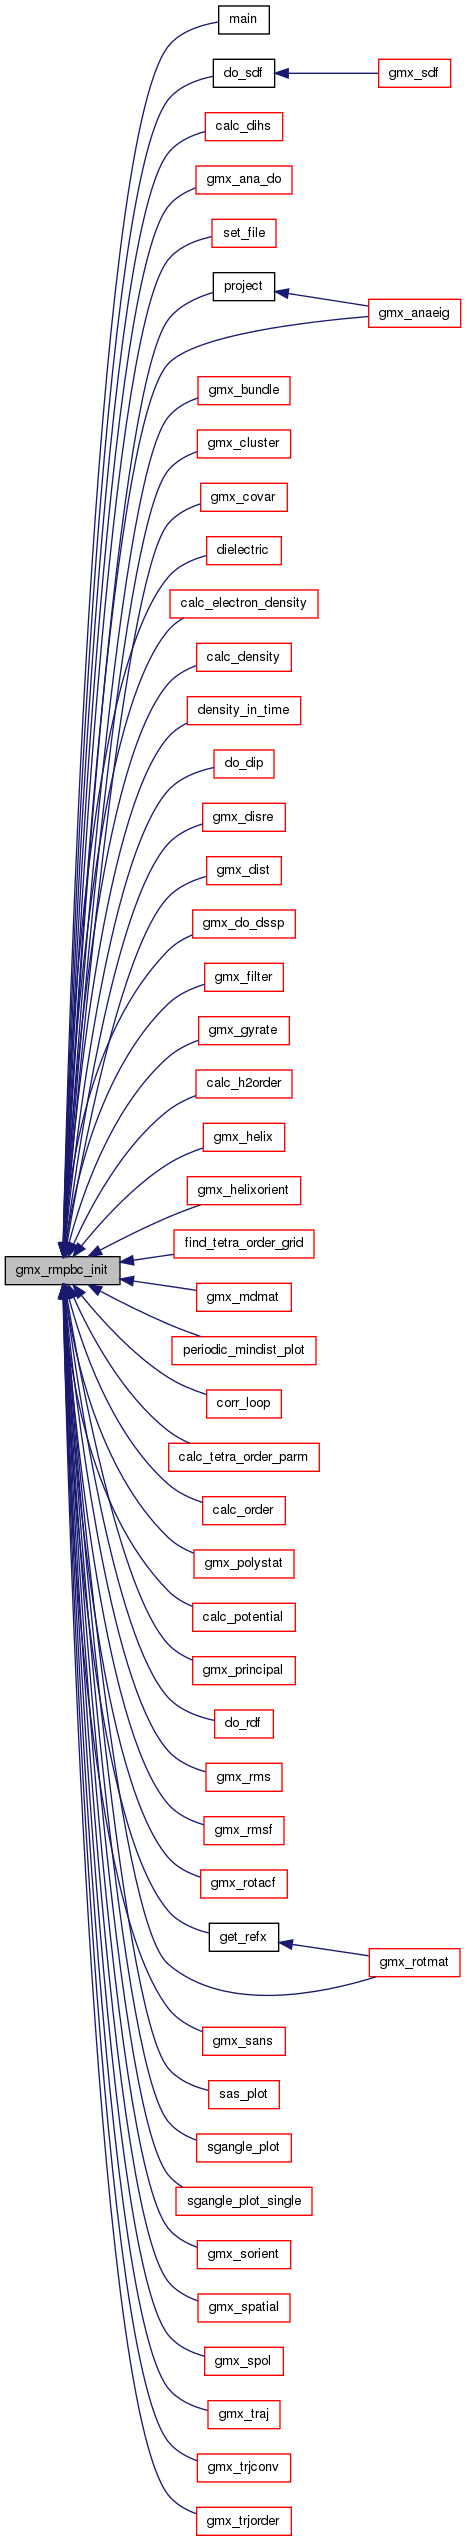 main
do_sdf
gmx_sdf
calc_dihs
gmx_ana_do
set_file
project
gmx_anaeig
gmx_bundle
gmx_cluster
gmx_covar
dielectric
calc_electron_density
calc_density
density_in_time
do_dip
gmx_disre
gmx_dist
gmx_do_dssp
gmx_filter
gmx_gyrate
calc_h2order
gmx_helix
gmx_helixorient
find_tetra_order_grid
gmx_rmpbc_init
gmx_mdmat
periodic_mindist_plot
corr_loop
calc_tetra_order_parm
calc_order
gmx_polystat
calc_potential
gmx_principal
do_rdf
gmx_rms
gmx_rmsf
gmx_rotacf
get_refx
gmx_rotmat
gmx_sans
sas_plot
sgangle_plot
sgangle_plot_single
gmx_sorient
gmx_spatial
gmx_spol
gmx_traj
gmx_trjconv
gmx_trjorder